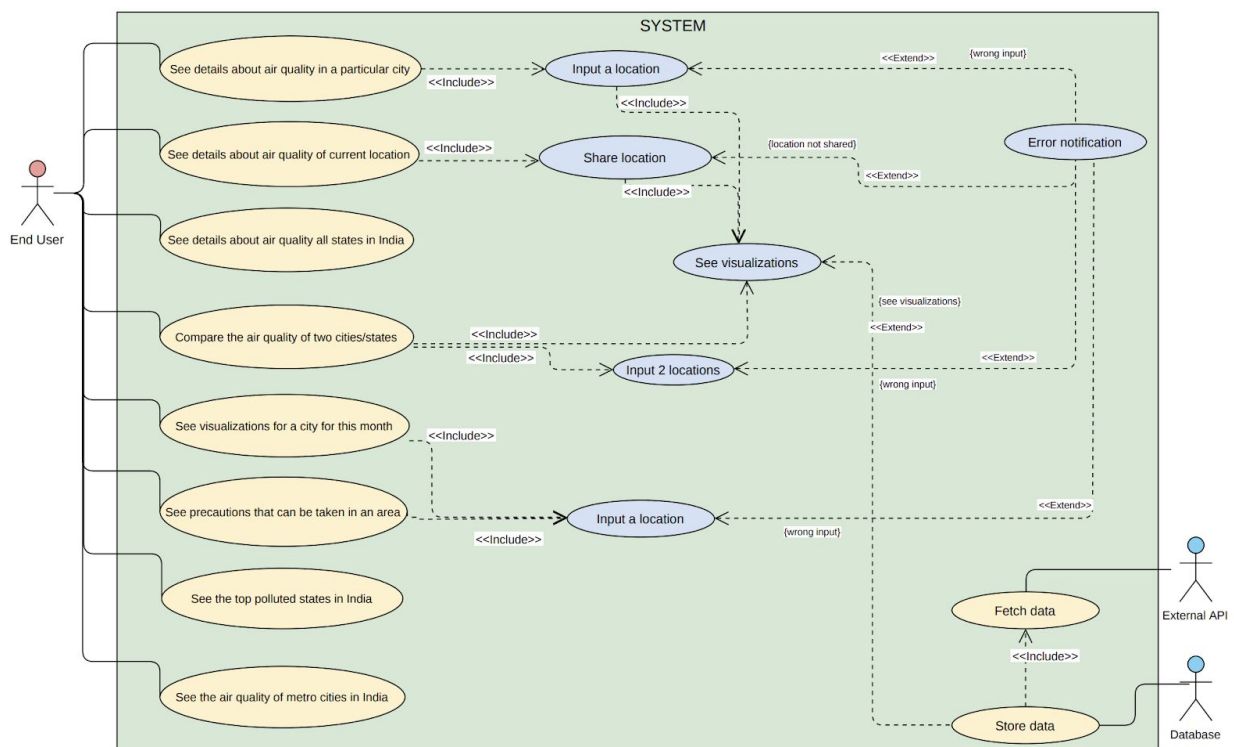 SYSTEM
See details about air quality in a particular city
<<Include>>
Input a location
<<Extend>>
{wrong input}
<<Include>>
See details about air quality of current location
<<Include>>
Share location
{location not shared}
<<Extend>>
Error notification
<<Include>>
End User
See details about air quality all states in India
See visualizations
{see visualizations}
<<Extend>>
Compare the air quality of two cities/states
<<Include>>
<<Include>>
Input 2 locations
<<Extend>>
{wrong input}
See visualizations for a city for this month
<<Include>>
See precautions that can be taken in an area
<<Include>>
Input a location
<<Extend>>
{wrong input}
See the top polluted states in India
Fetch data
External API
<<Include>>
See the air quality of metro cities in India
Store data
Database